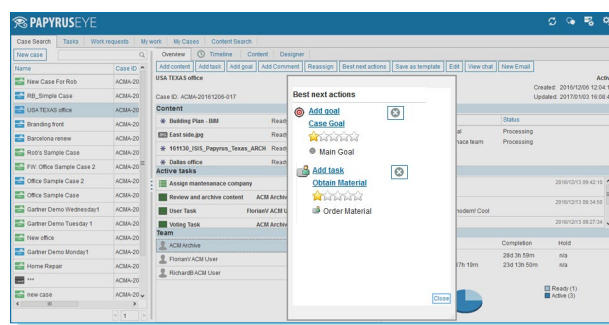 PAPYRUSEYE
Case Search Tasks Work requests My work My Cases Content Search
New case
Name Case ID
New Case For Rob ACMA-20
RB_Simple Case ACMA-20
USA TEXAS office ACMA-20
Branding front ACMA-20
Barcelona renew ACMA-20
Rob's Sample Case ACMA-20
FW: Office Sample Case 2 ACMA-20
Office Sample Case 2 ACMA-20
Office Sample Case ACMA-20
Gartner Demo Wednesday1 ACMA-20
Gartner Demo Tuesday 1 ACMA-20
New office ACMA-20
Gartner Demo Monday1 ACMA-20
Home Repair ACMA-20
*** ACMA-20
new case ACMA-20
1
Overview Timeline Content Designer
Add content Add task Add goal Add Comment Reassign Best next actions Save as template Edit View chat New Email
USA TEXAS office
Activ
Created: 2016/12/06 12:04:1
Case ID: ACMA-20161206-017
Updated: 2017/01/03 16:08:4
Content
Building Plan - BIM Ready
East side.jpg Ready
161130_ISIS_Papyrus_Texas_ARCH Ready
Dallas office Ready
Active tasks
Assign mentenanace company
Review and archive content ACM Archiv
User Task FlorianV ACM U
Voting Task ACM Archiv
Team
ACM Archive
FlorianV ACM User
RichardB ACM User
Best next actions
Add goal
Case Goal
Main Goal
Add task
Obtain Material
Order Material
Close
Status
al Processing
nace team Processing
2016/12/13 09:42:15
2016/12/13 09:34:50
modern! Cool
2016/12/13 09:27:34
Completion Hold
28d 3h 59m n/a
7h 19m 23d 13h 50m n/a
Ready (1)
Active (3)